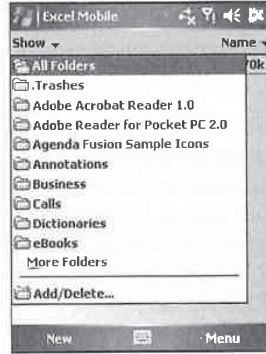 Excel Mobile
Show Name
All Folders 70k
.Trashes
Adobe Acrobat Reader 1.0
Adobe Reader for Pocket PC 2.0
Agenda Fusion Sample Icons
Annotations
Business
Calls
Dictionaries
eBooks
More Folders
Add/Delete...
New Menu